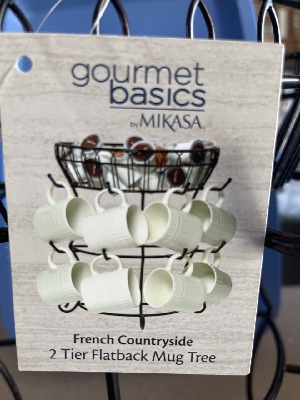 gourmet
basics
by MIKASA®
French Countryside
2 Tier Flatback Mug Tree